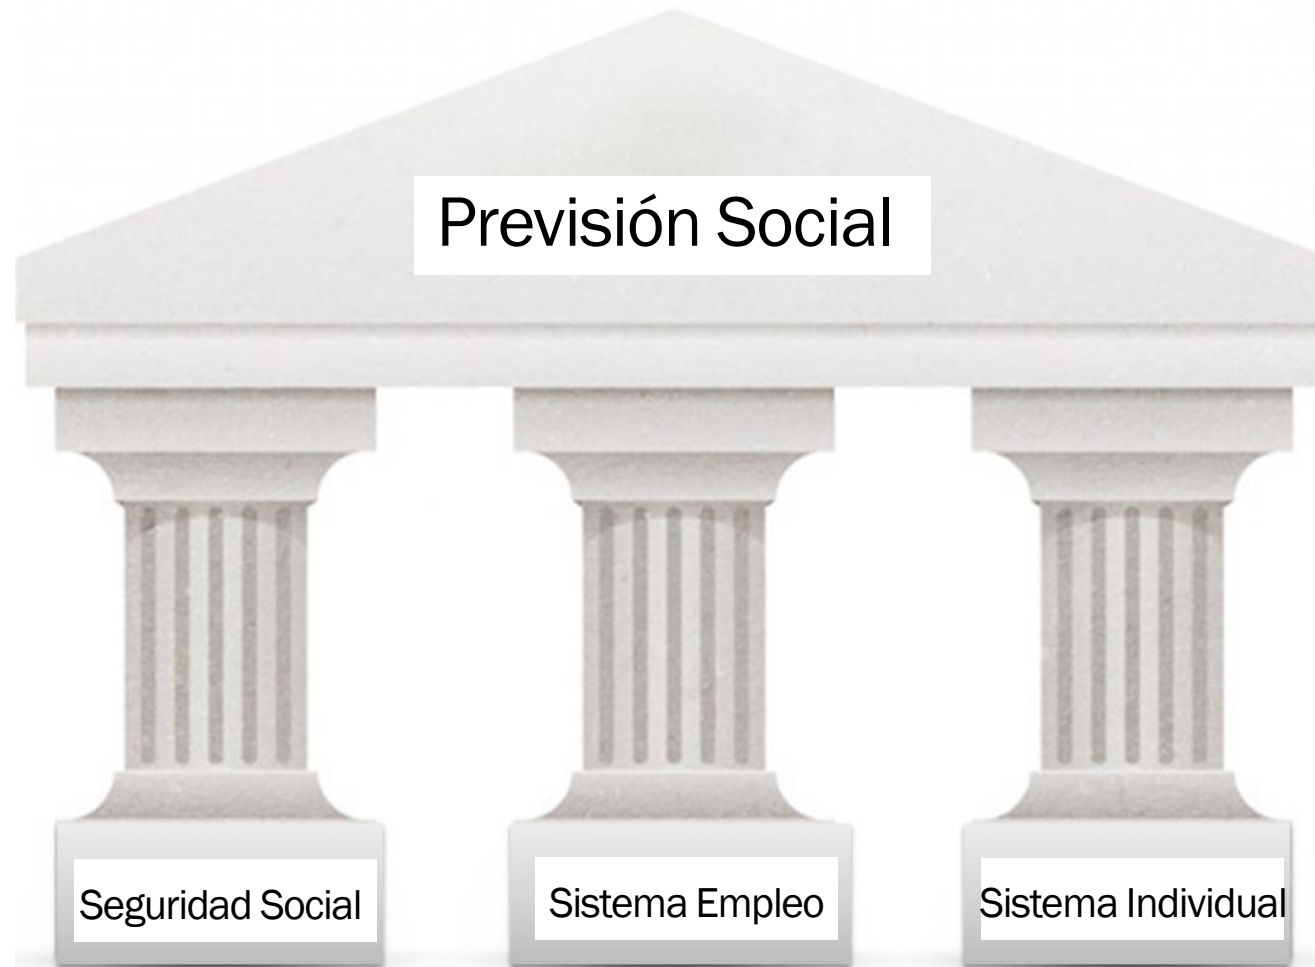 Previsión Social
Seguridad Social
Sistema Empleo
Sistema Individual